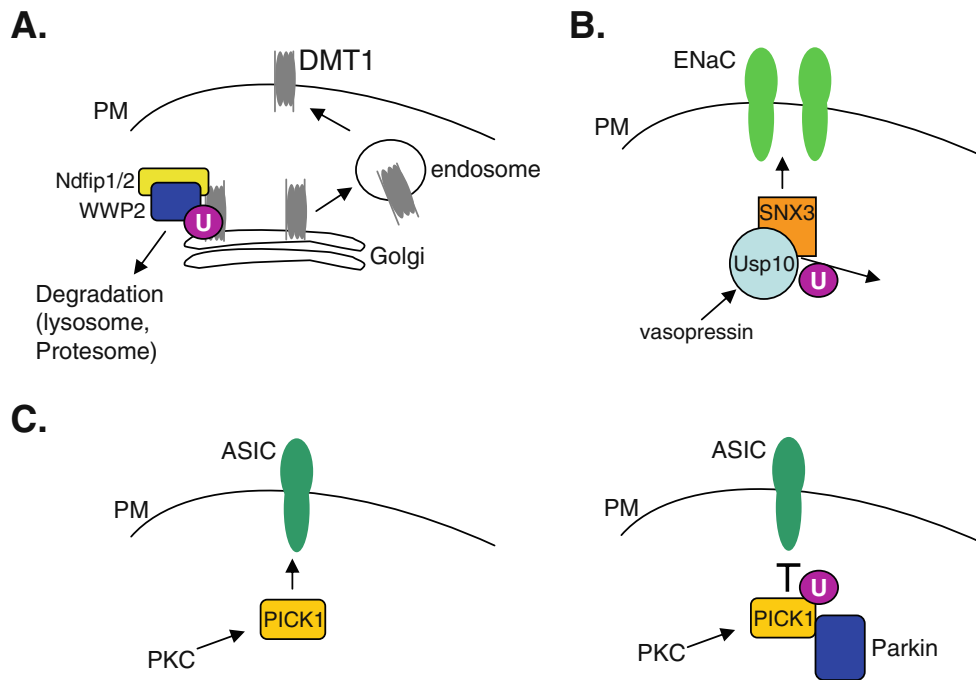 A.
DMT1
PM
Ndfip1/2
WWP2
U
endosome
Golgi
Degradation
(lysosome,
Protesome)
B.
ENaC
PM
SNX3
Usp10
U
vasopressin
C.
ASIC
PM
PICK1
PKC
ASIC
PM
U
PICK1
PKC
Parkin